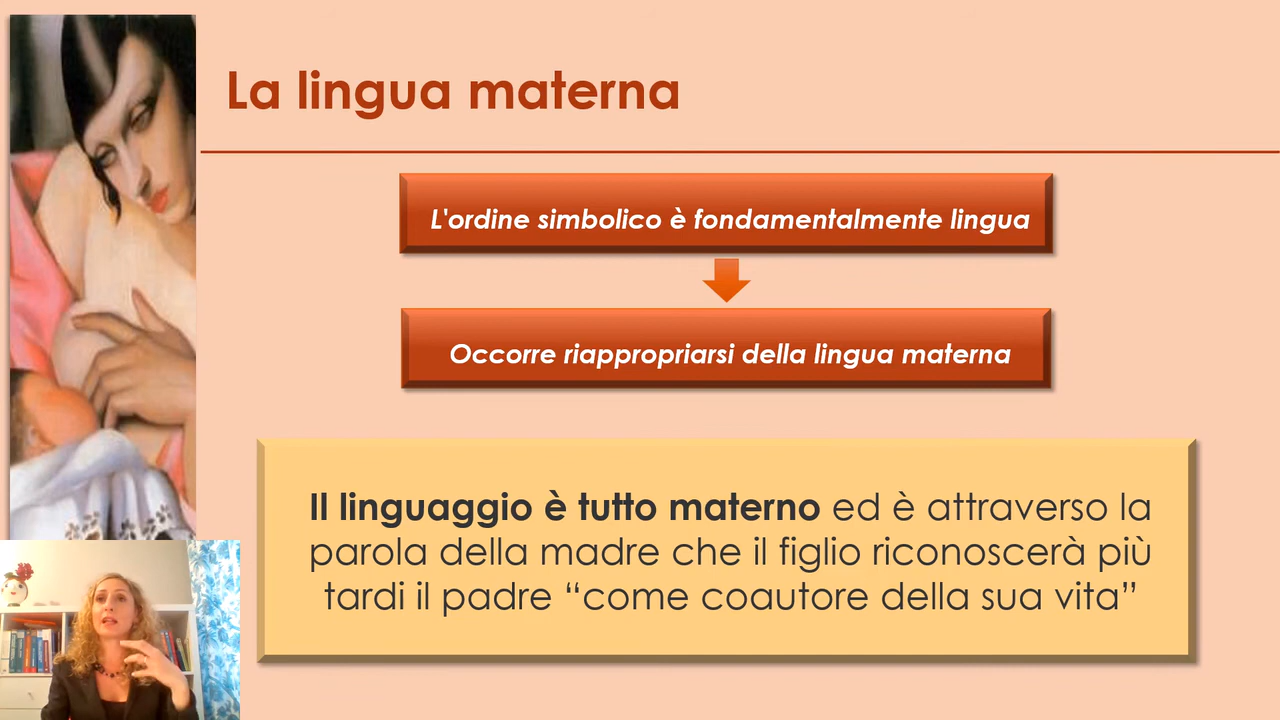 La lingua materna
L'ordine simbolico è fondamentalmente lingua
Occorre riappropriarsi della lingua materna
Il linguaggio è tutto materno ed è attraverso la
parola della madre che il figlio riconoscerà più
tardi il padre “come coautore della sua vita”